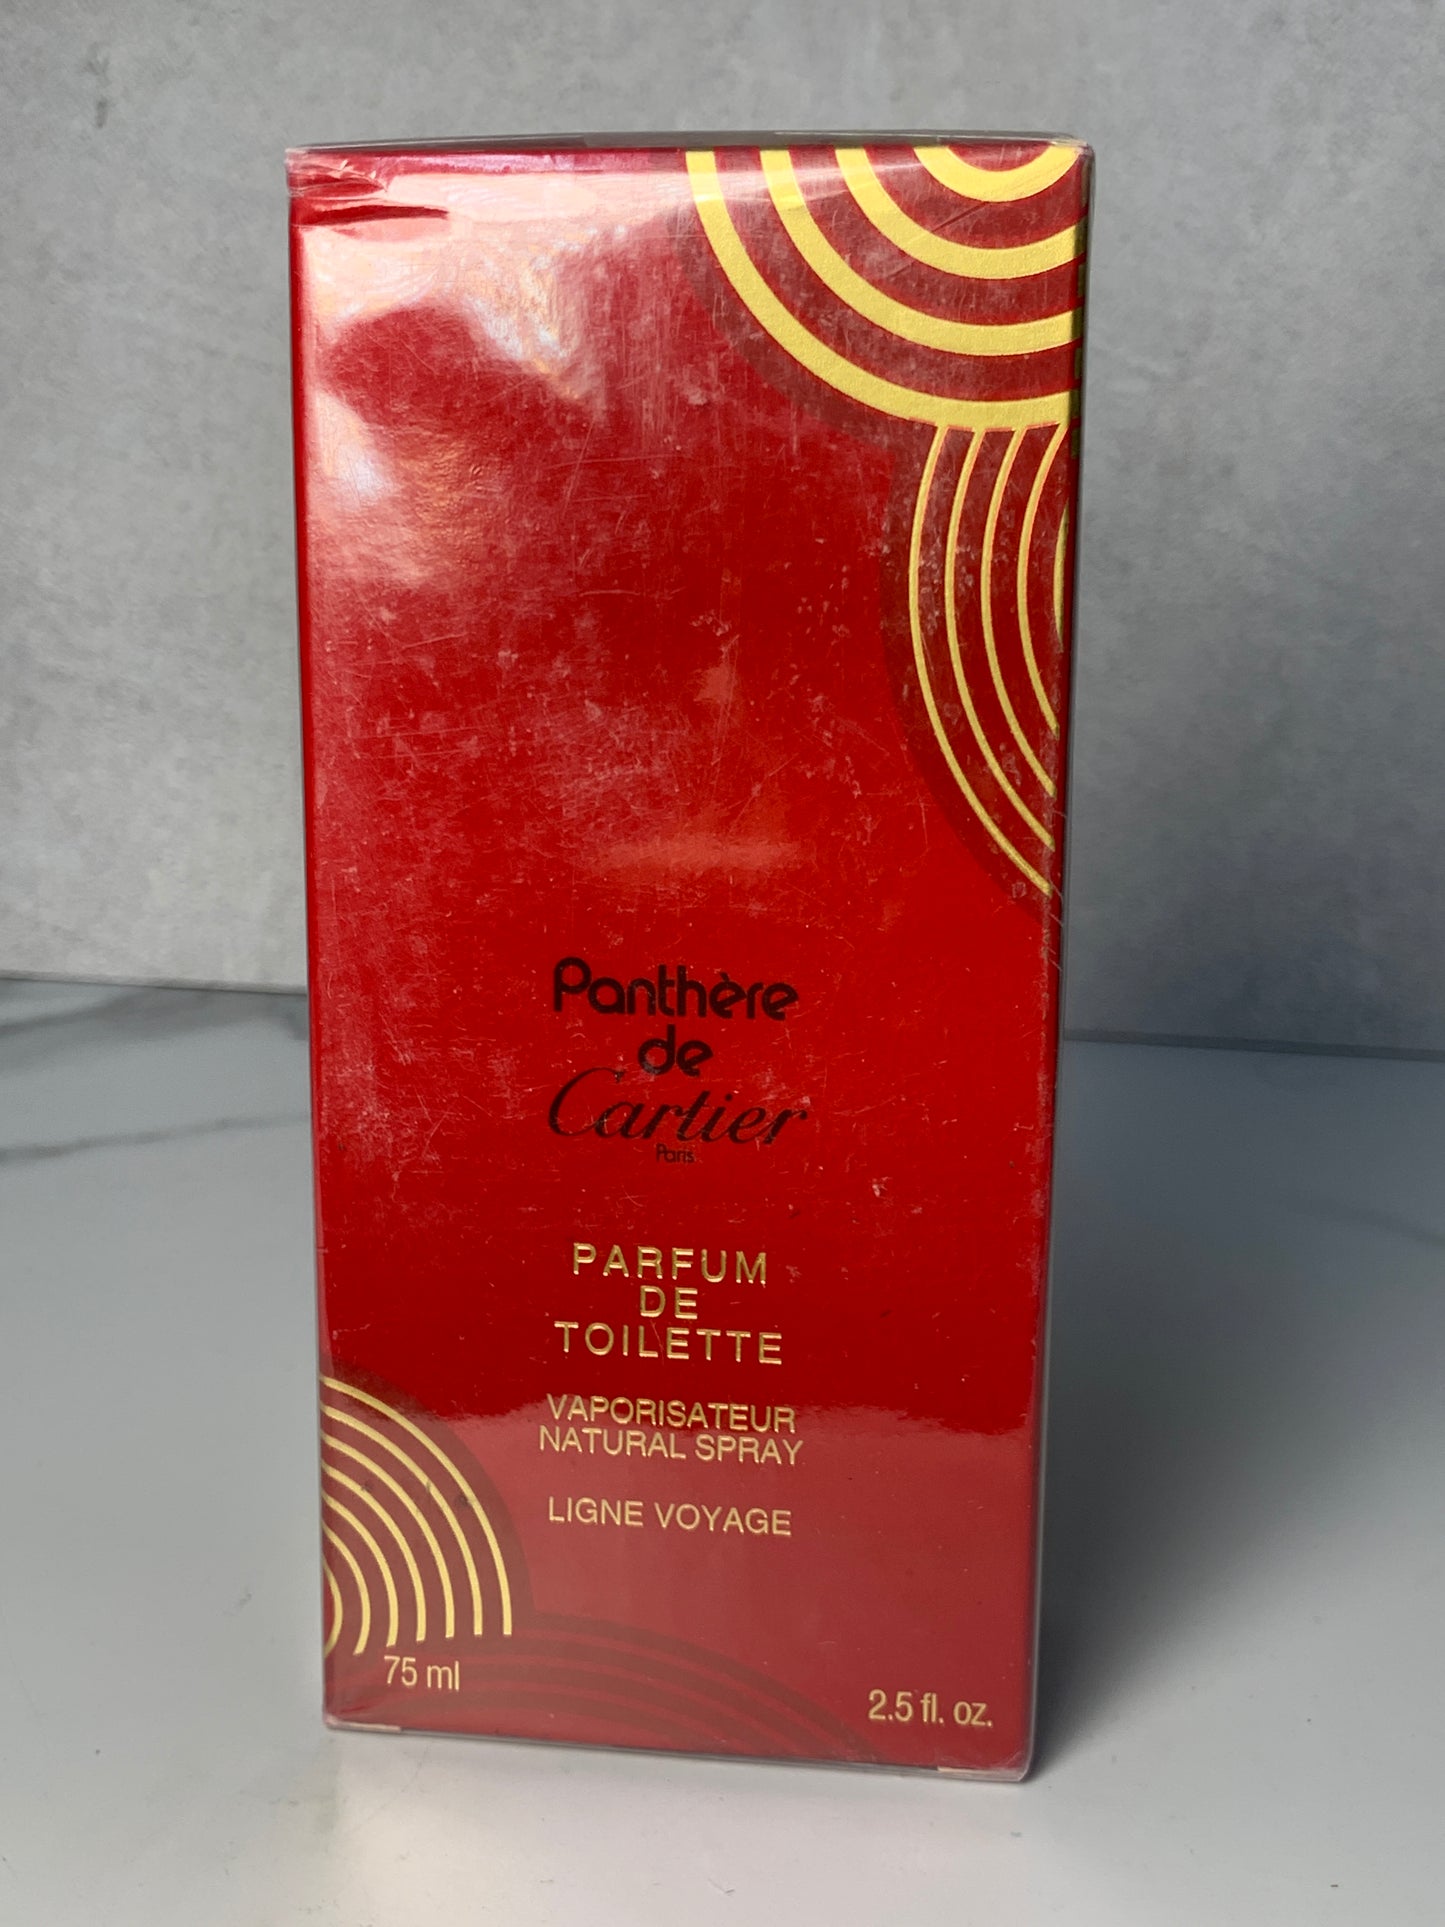 Panthère
de
Cartier
Paris
PARFUM
DE
TOILETTE
VAPORISATEUR
NATURAL SPRAY
LIGNE VOYAGE
75 ml
2.5 fl. oz.